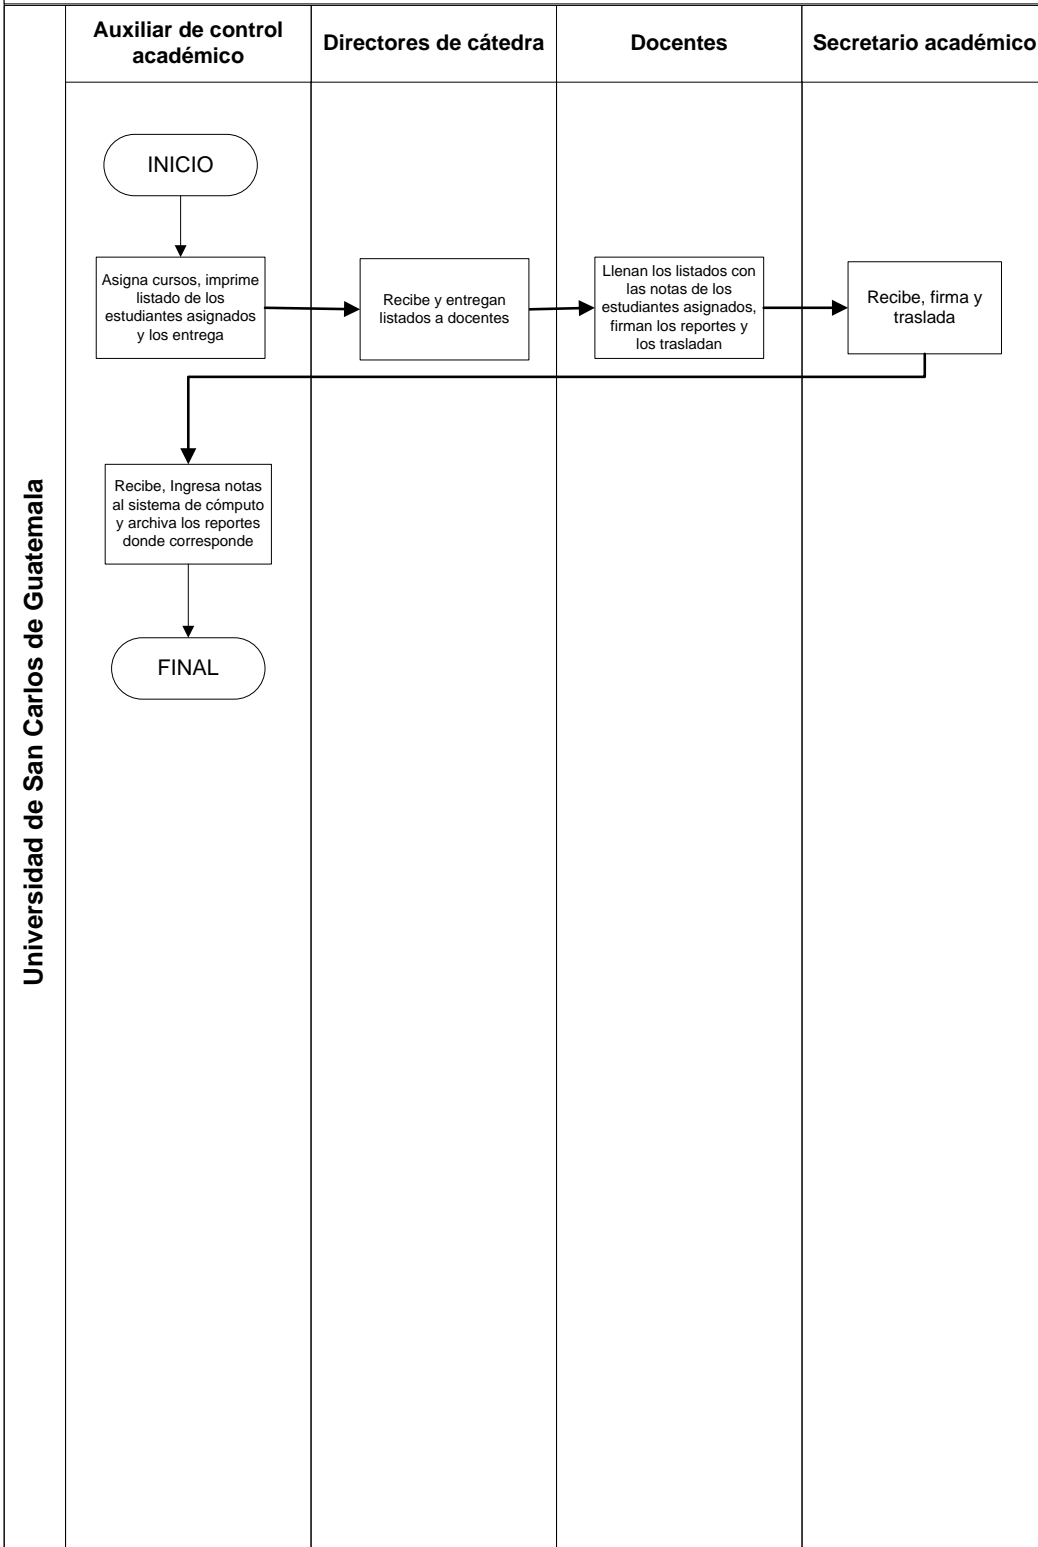 Auxiliar de control
académico
Directores de cátedra
Docentes
Secretario académico
Universidad de San Carlos de Guatemala
INICIO
Asigna cursos, imprime
listado de los
estudiantes asignados
y los entrega
Recibe y entregan
listados a docentes
Llenan los listados con
las notas de los
estudiantes asignados,
firman los reportes y
los trasladan
Recibe, firma y
traslada
Recibe, Ingresa notas
al sistema de cómputo
y archiva los reportes
donde corresponde
FINAL